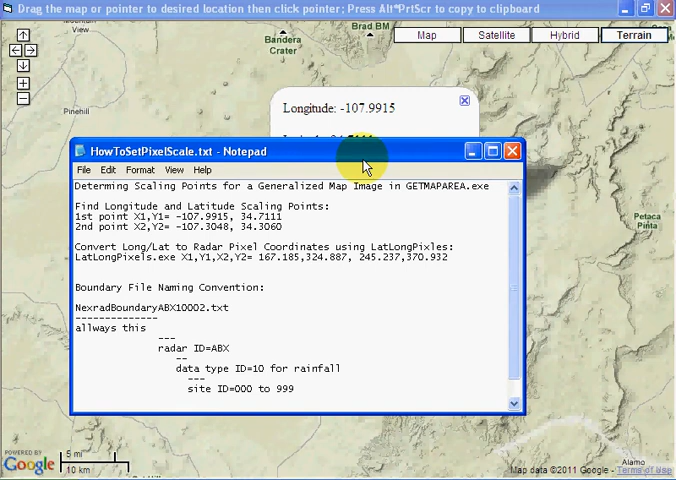 Drag the map or pointer to desired location then click pointer; Press Alt*PrtScr to copy to clipboard
Mountain View
Bandera Crater
Brad BM
Map
Satellite
Hybrid
Terrain
Pinehill
Longitude: -107.9915
HowToSetPixelScale.txt - Notepad
File Edit Format View Help
Determing Scaling Points for a Generalized Map Image in GETMAPAREA.exe
Find Longitude and Latitude Scaling Points:
1st point X1,Y1= -107.9915, 34.7111
2nd point X2,Y2= -107.3048, 34.3060
Convert Long/Lat to Radar Pixel Coordinates using LatLongPixles:
LatLongPixels.exe X1,Y1,X2,Y2= 167.185,324.887, 245.237,370.932
Boundary File Naming Convention:
NexradBoundaryABX10002.txt
--------------
allways this
---
radar ID=ABX
--
data type ID=10 for rainfall
---
site ID=000 to 999
Petaca Pinta
POWERED BY
Google
5 mi
10 km
Map data ©2011 Google - Terms of Use
Alamo